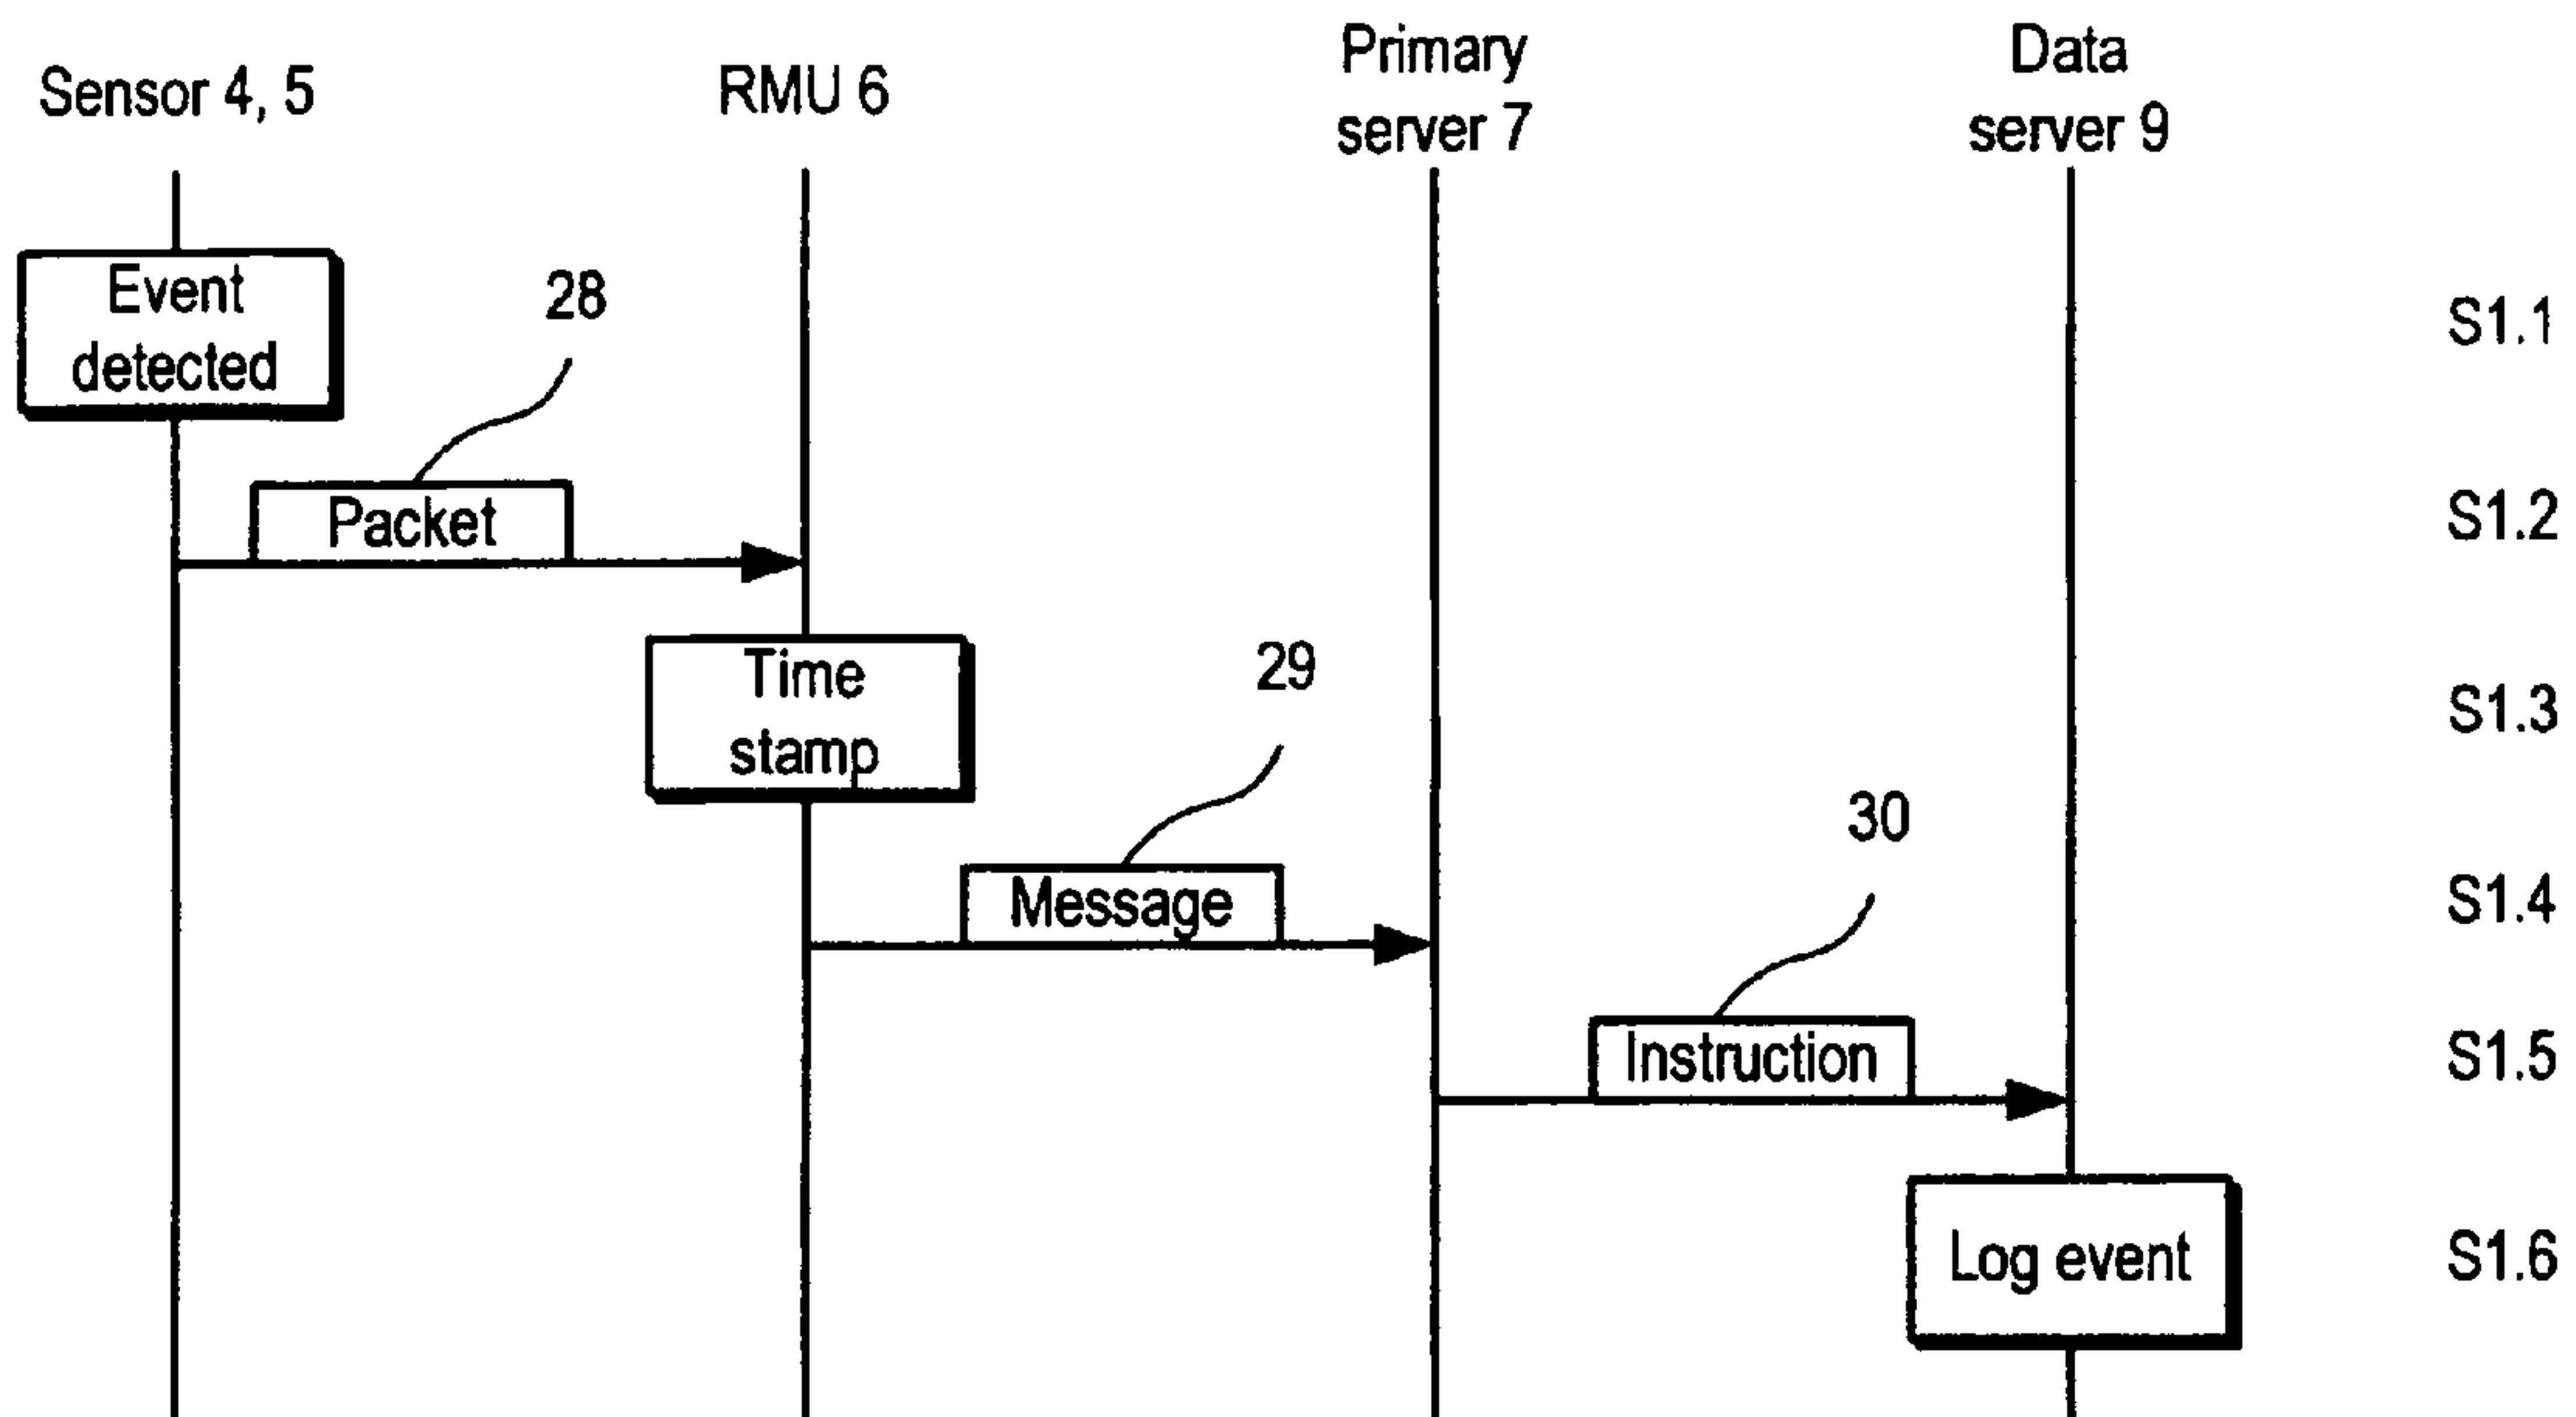 Sensor 4, 5
RMU 6
Primary
server 7
Data
server 9
Event
detected
28
S1.1
Packet
S1.2
Time
stamp
29
S1.3
Message
30
S1.4
Instruction
S1.5
Log event
S1.6